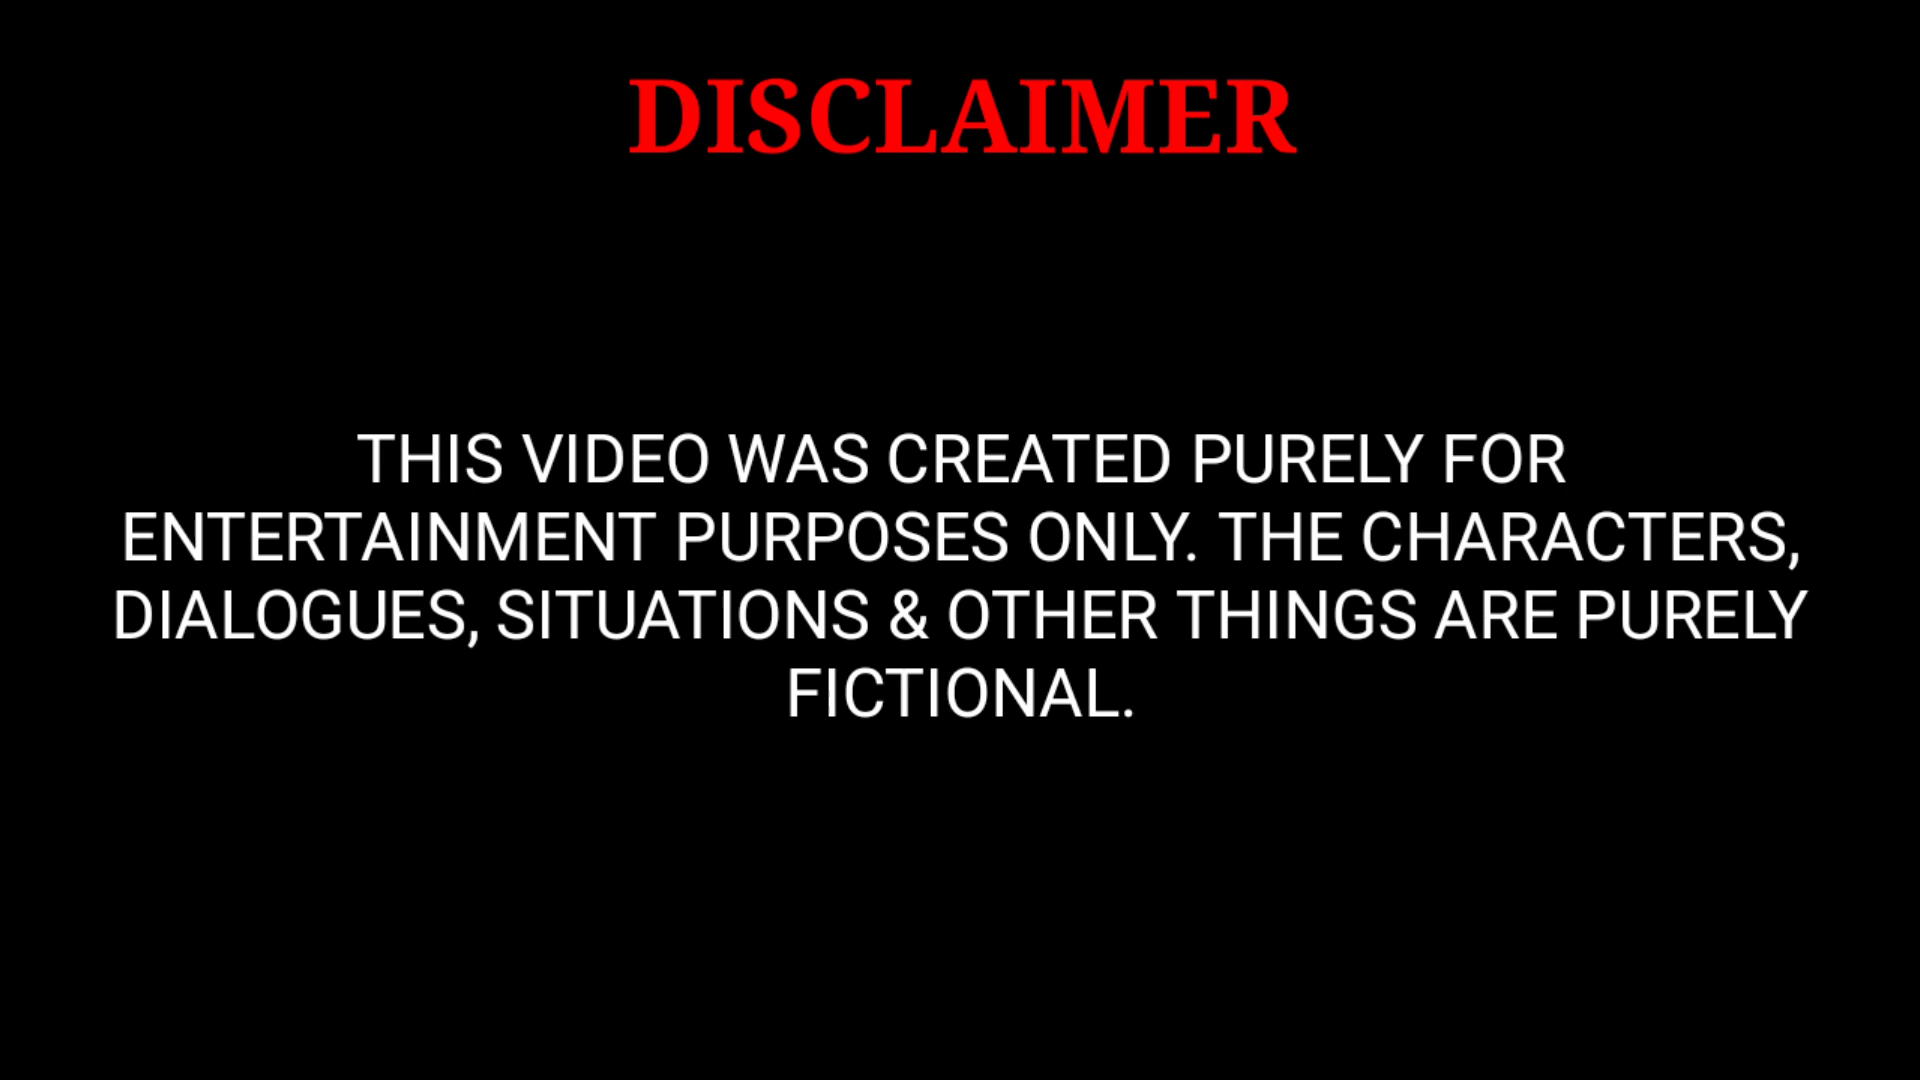 DISCLAIMER
THIS VIDEO WAS CREATED PURELY FOR
ENTERTAINMENT PURPOSES ONLY. THE CHARACTERS,
DIALOGUES, SITUATIONS & OTHER THINGS ARE PURELY
FICTIONAL.